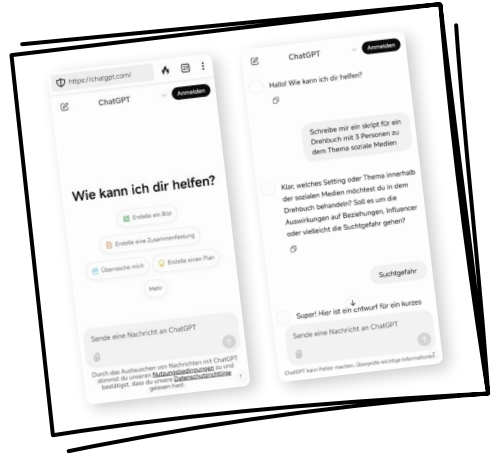 https://chatgpt.com/
ChatGPT
Anmelden
Wie kann ich dir helfen?
Erstelle ein Bild
Erstelle eine Zusammenfassung
Überrasche mich
Erstelle einen Plan
Mehr
Sende eine Nachricht an ChatGPT
Durch das Austauschen von Nachrichten mit ChatGPT
stimmst du unseren Nutzungsbedingungen zu und
bestätigst, dass du unsere Datenschutzrichtlinie
gelesen hast.
?
ChatGPT
Anmelden
Hallo! Wie kann ich dir helfen?
Schreibe mir ein skript für ein
Drehbuch mit 3 Personen zu
dem Thema soziale Medien
Klar, welches Setting oder Thema innerhalb
der sozialen Medien möchtest du in dem
Drehbuch behandeln? Soll es um die
Auswirkungen auf Beziehungen, Influencer
oder vielleicht die Suchtgefahr gehen?
Suchtgefahr
Super! Hier ist ein entwurf für ein kurzes
Sende eine Nachricht an ChatGPT
ChatGPT kann Fehler machen. Überprüfe wichtige Informationen.